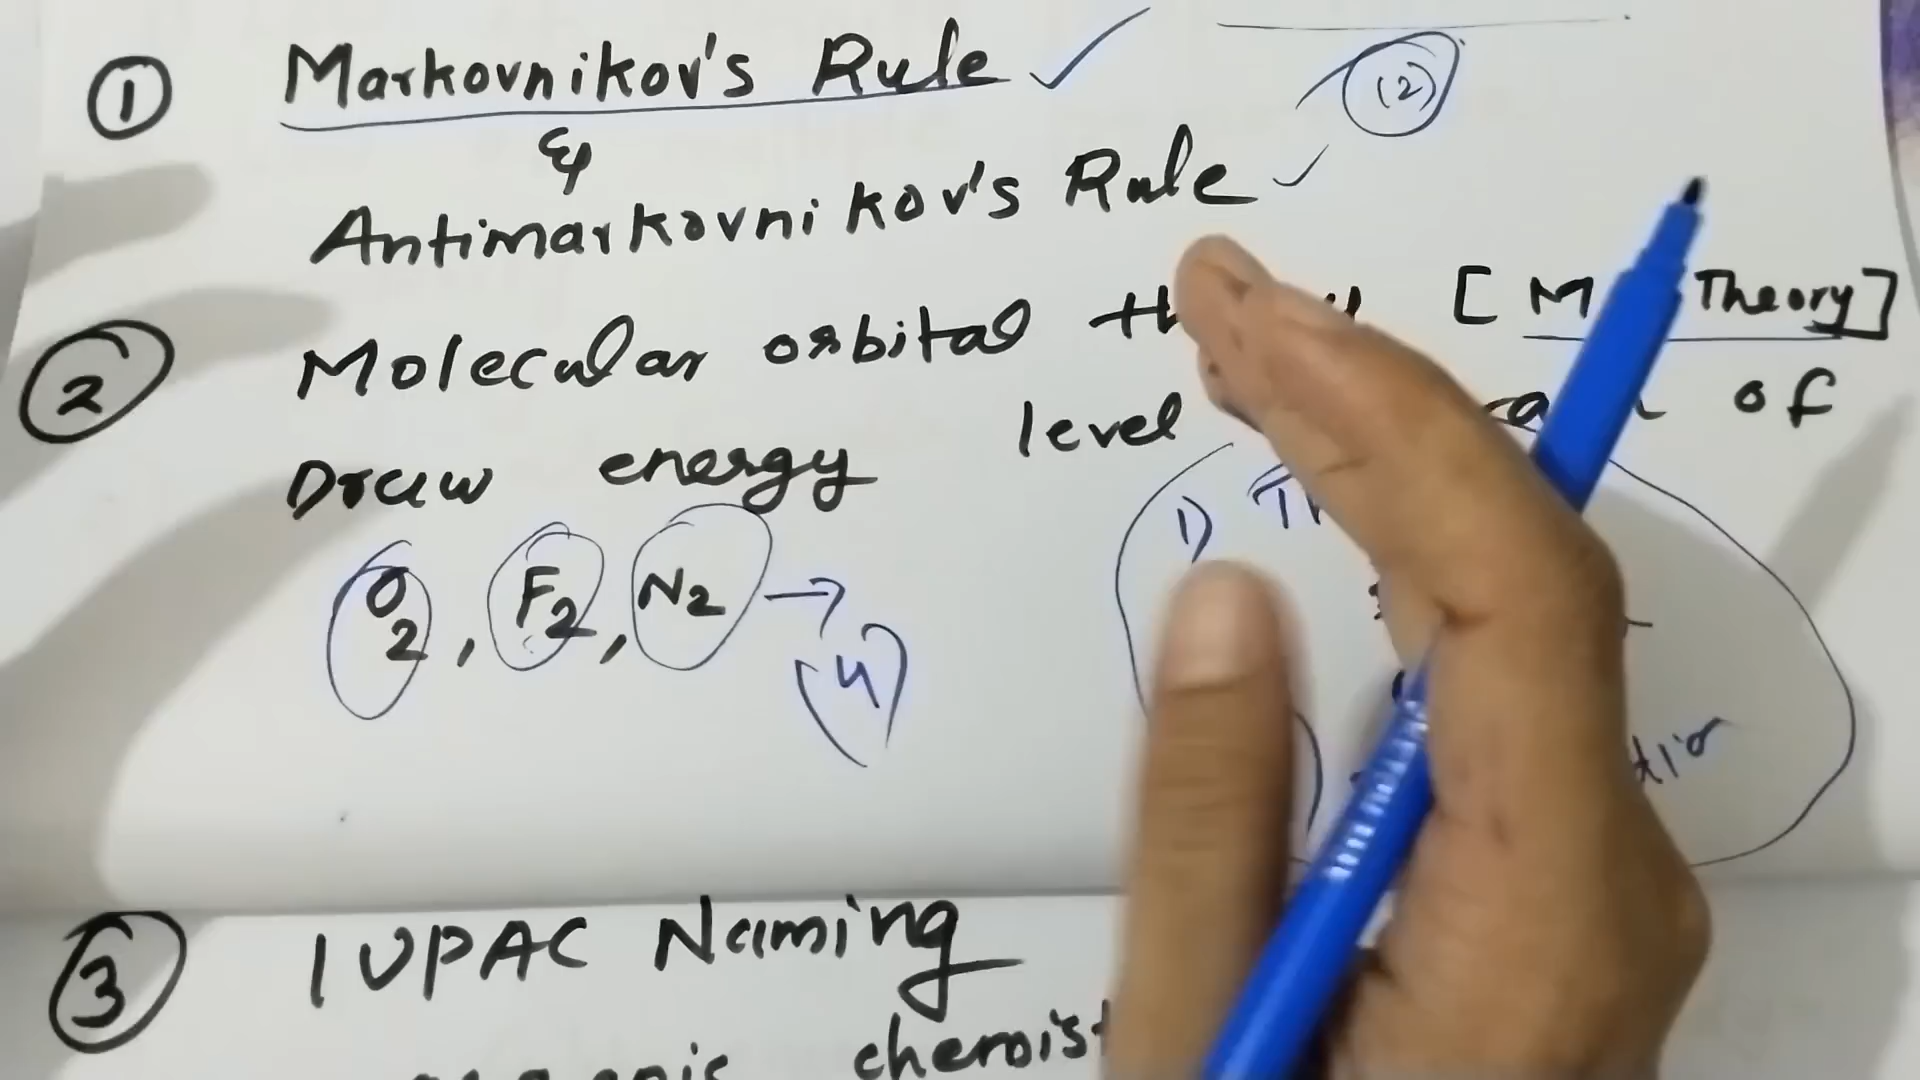 ① Markovnikov's Rule ✓
(2)
&
Antimarkovnikov's Rule ✓
② Molecular orbital [M Theory]
Draw energy level of
O2, F2, N2 →
(4)
1)
③ IUPAC Naming